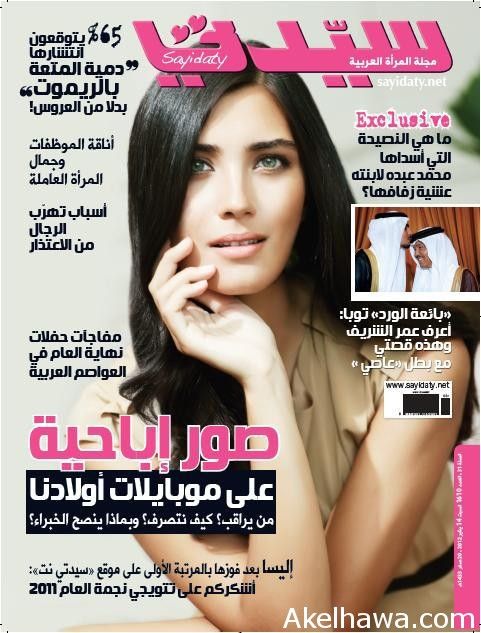 سيدتي
Sayidaty
مجلة المرأة العربية
sayidaty.net
65% يتوقعون
انتشارها
"دمية المتعة
بالريموت"
بدلا من العروس!
أناقة الموظفات
وجمال
المرأة العاملة
أسباب تهرّب
الرجال
من الاعتذار
مفاجآت حفلات
نهاية العام في
العواصم العربية
Exclusive
ما هي النصيحة
التي أسداها
محمد عبده لابنته
عشية زفافها؟
«بائعة الورد» توبا:
أعرف عمر الشريف
وهذه قصتي
مع بطل «عاصي»
www.sayidaty.net
صور إباحية
على موبايلات أولادنا
من يراقب؟ كيف نتصرف؟ وبماذا ينصح الخبراء؟
إليسا بعد فوزها بالمرتبة الأولى على موقع «سيدتي نت»:
أشكركم على تتويجي نجمة العام 2011
Akelhawa.com